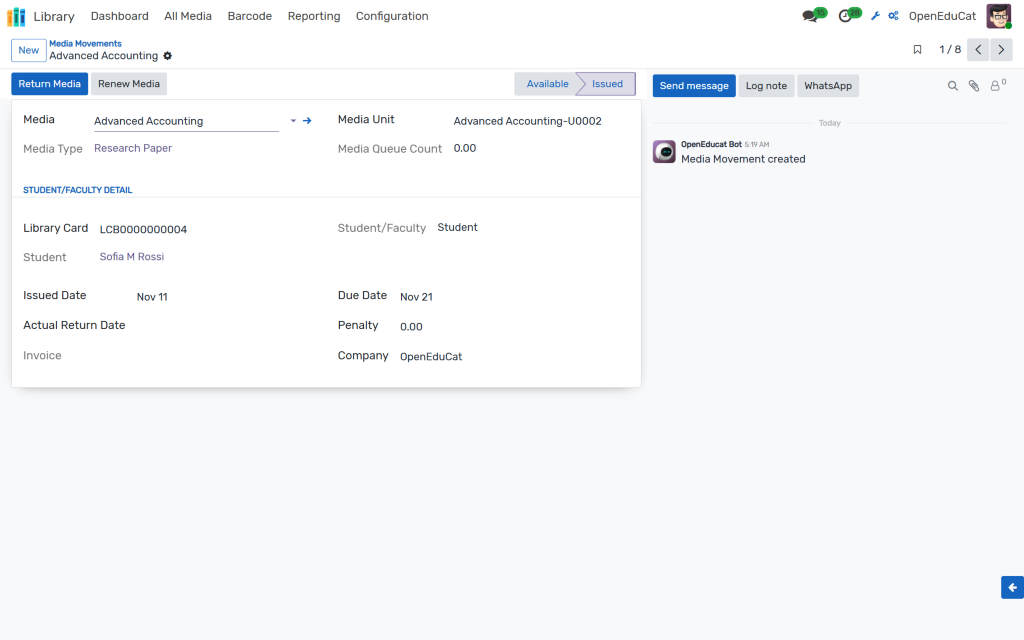 Library Dashboard All Media Barcode Reporting Configuration 15 28 OpenEduCat
New Media Movements
Advanced Accounting
1 / 8
Return Media Renew Media Available Issued Send message Log note WhatsApp 0
Media Advanced Accounting Media Unit Advanced Accounting-U0002
Media Type Research Paper Media Queue Count 0.00
STUDENT/FACULTY DETAIL
Library Card LCB0000000004 Student/Faculty Student
Student Sofia M Rossi
Issued Date Nov 11 Due Date Nov 21
Actual Return Date Penalty 0.00
Invoice Company OpenEduCat
Today
OpenEducat Bot 5:19 AM
Media Movement created